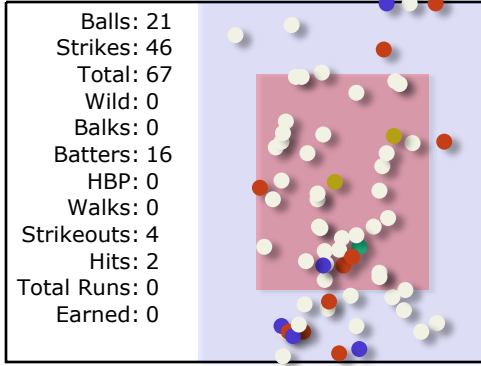 Balls: 21
Strikes: 46
Total: 67
Wild: 0
Balks: 0
Batters: 16
HBP: 0
Walks: 0
Strikeouts: 4
Hits: 2
Total Runs: 0
Earned: 0